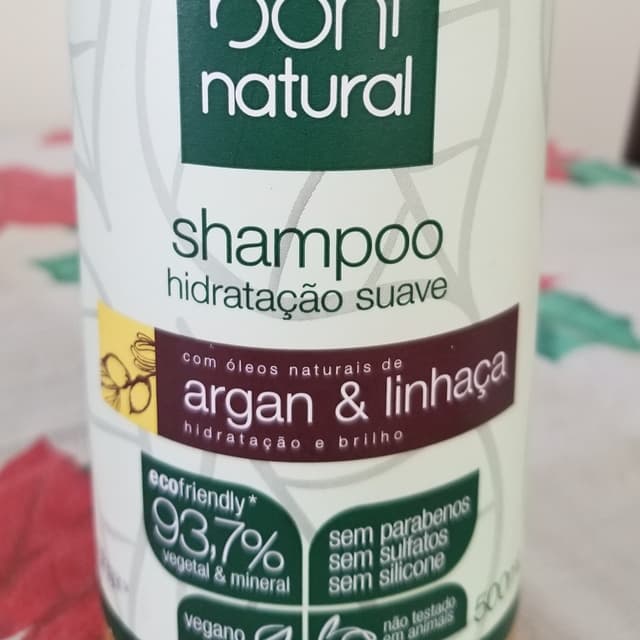 boni
natural
shampoo
hidratação suave
com óleos naturais de
argan & linhaça
hidratação e brilho
ecofriendly*
93,7%
vegetal & mineral
sem parabenos
sem sulfatos
sem silicone
vegano
não testado
em animais